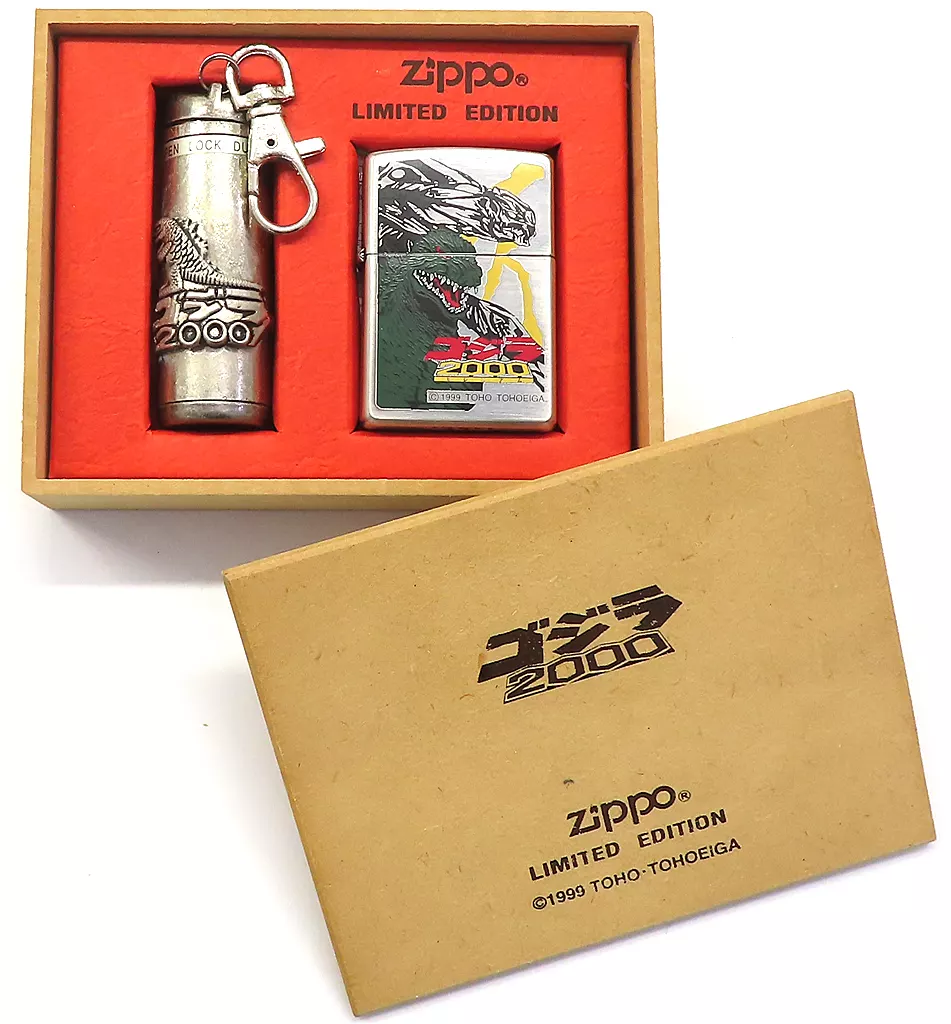 zippo®
LIMITED EDITION
LOCK
ゴジラ
2000
ゴジラ
2000
©1999 TOHO TOHOEIGA
ゴジラ
2000
zippo®
LIMITED EDITION
©1999 TOHO·TOHOEIGA